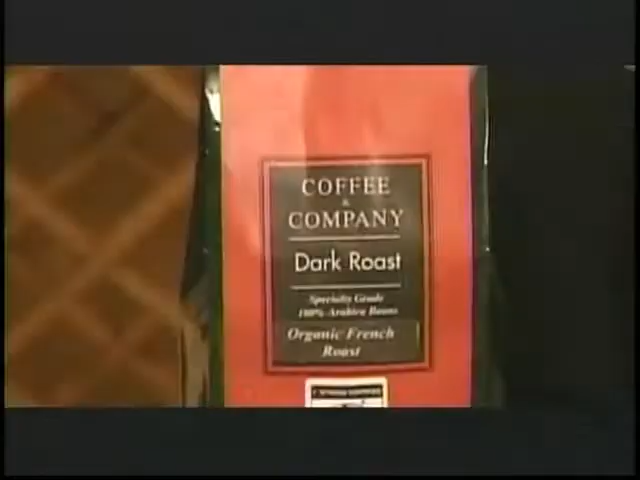 COFFEE
&
COMPANY
Dark Roast
Specialty Grade
100% Arabica Beans
Organic French
Roast